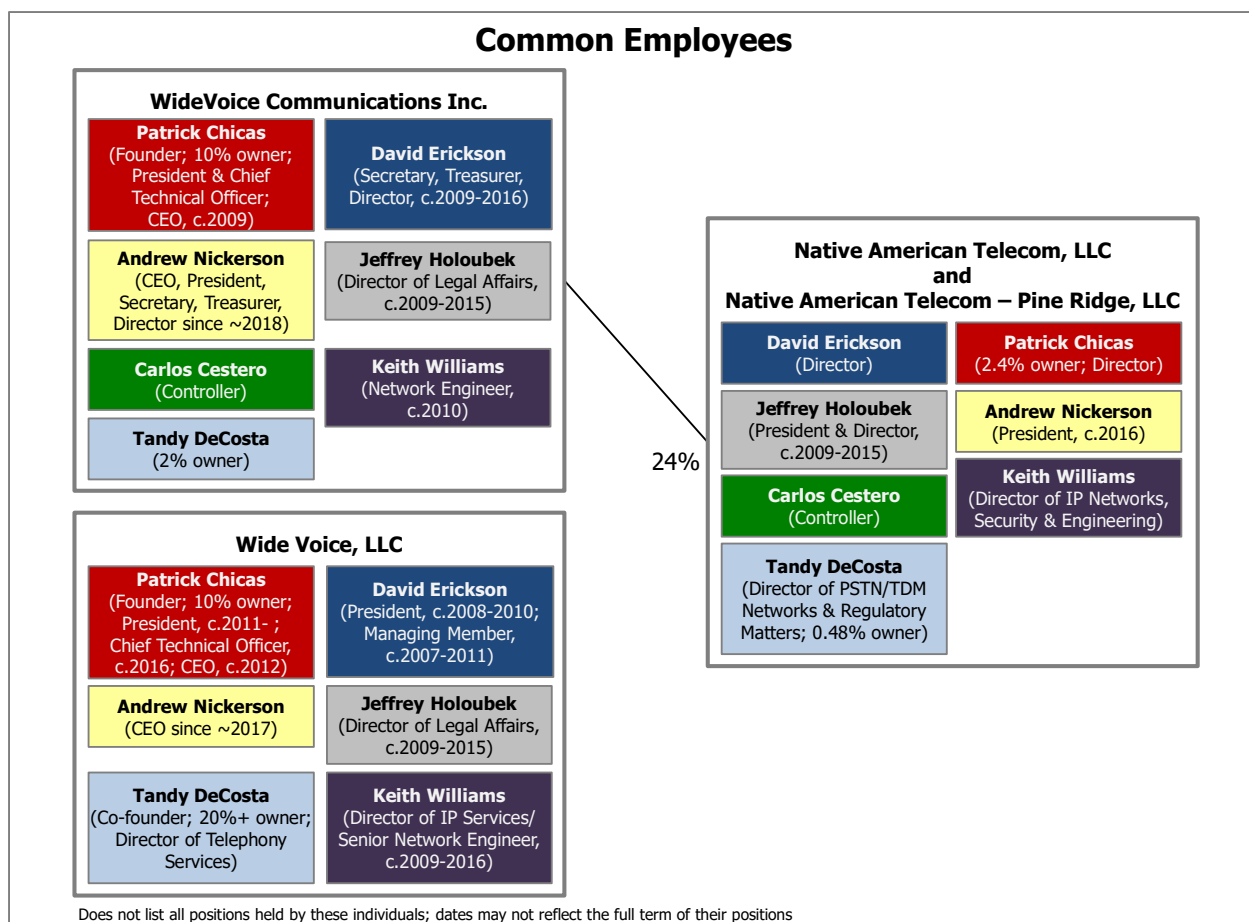 Common Employees
WideVoice Communications Inc.
Patrick Chicas
(Founder; 10% owner;
President & Chief
Technical Officer;
CEO, c.2009)
David Erickson
(Secretary, Treasurer,
Director, c.2009-2016)
Andrew Nickerson
(CEO, President,
Secretary, Treasurer,
Director since ~2018)
Jeffrey Holoubek
(Director of Legal Affairs,
c.2009-2015)
Carlos Cestero
(Controller)
Keith Williams
(Network Engineer,
c.2010)
Tandy DeCosta
(2% owner)
24%
Native American Telecom, LLC
and
Native American Telecom – Pine Ridge, LLC
David Erickson
(Director)
Patrick Chicas
(2.4% owner; Director)
Jeffrey Holoubek
(President & Director,
c.2009-2015)
Andrew Nickerson
(President, c.2016)
Carlos Cestero
(Controller)
Keith Williams
(Director of IP Networks,
Security & Engineering)
Tandy DeCosta
(Director of PSTN/TDM
Networks & Regulatory
Matters; 0.48% owner)
Wide Voice, LLC
Patrick Chicas
(Founder; 10% owner;
President, c.2011- ;
Chief Technical Officer,
c.2016; CEO, c.2012)
David Erickson
(President, c.2008-2010;
Managing Member,
c.2007-2011)
Andrew Nickerson
(CEO since ~2017)
Jeffrey Holoubek
(Director of Legal Affairs,
c.2009-2015)
Tandy DeCosta
(Co-founder; 20%+ owner;
Director of Telephony
Services)
Keith Williams
(Director of IP Services/
Senior Network Engineer,
c.2009-2016)
Does not list all positions held by these individuals; dates may not reflect the full term of their positions